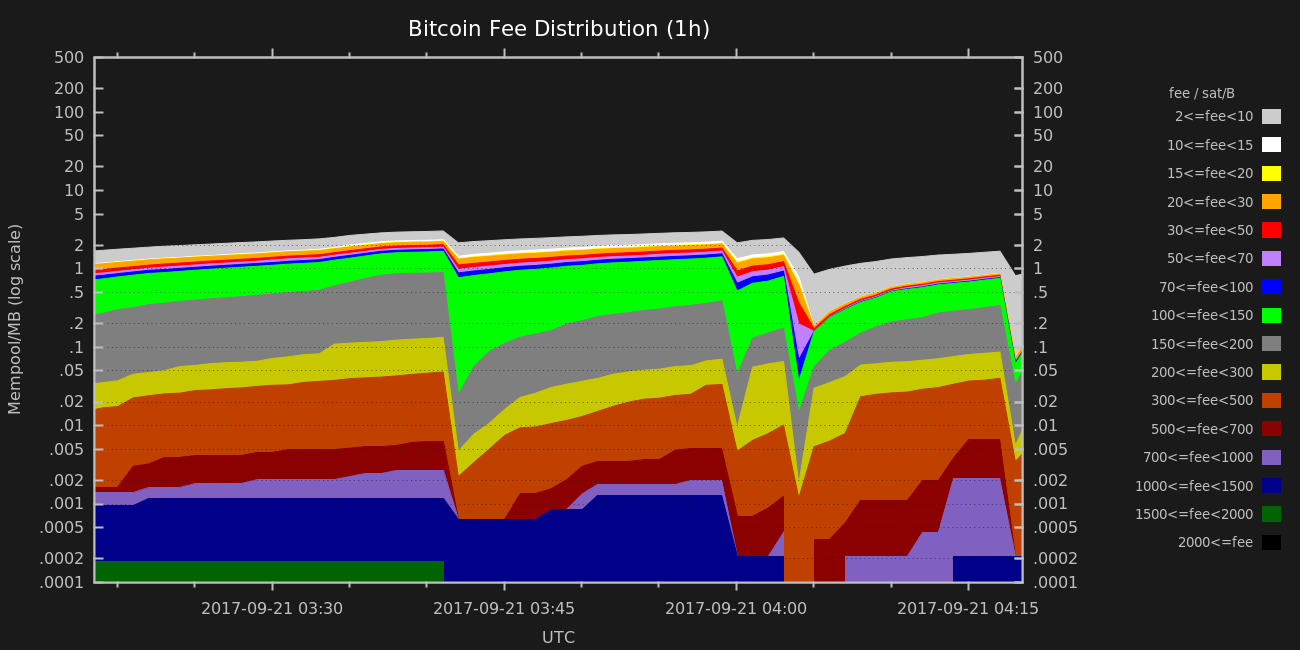 Bitcoin Fee Distribution (1h)
500
200
100
50
20
10
5
2
1
.5
.2
.1
.05
.02
.01
.005
.002
.001
.0005
.0002
.0001
Mempool/MB (log scale)
500
200
100
50
20
10
5
2
1
.5
.2
.1
.05
.02
.01
.005
.002
.001
.0005
.0002
.0001
2017-09-21 03:30 2017-09-21 03:45 2017-09-21 04:00 2017-09-21 04:15
UTC
fee / sat/B
2<=fee<10
10<=fee<15
15<=fee<20
20<=fee<30
30<=fee<50
50<=fee<70
70<=fee<100
100<=fee<150
150<=fee<200
200<=fee<300
300<=fee<500
500<=fee<700
700<=fee<1000
1000<=fee<1500
1500<=fee<2000
2000<=fee